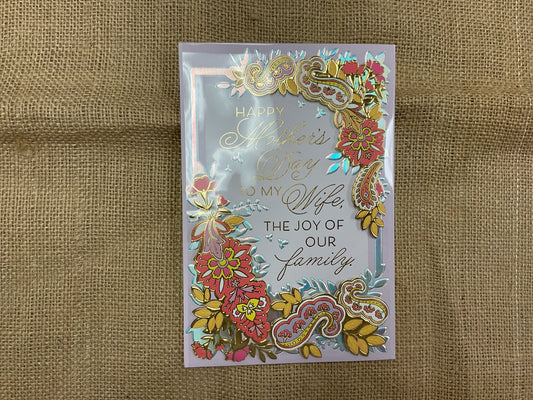 HAPPY
Mother's
Day
TO MY Wife,
THE JOY OF
OUR
family.